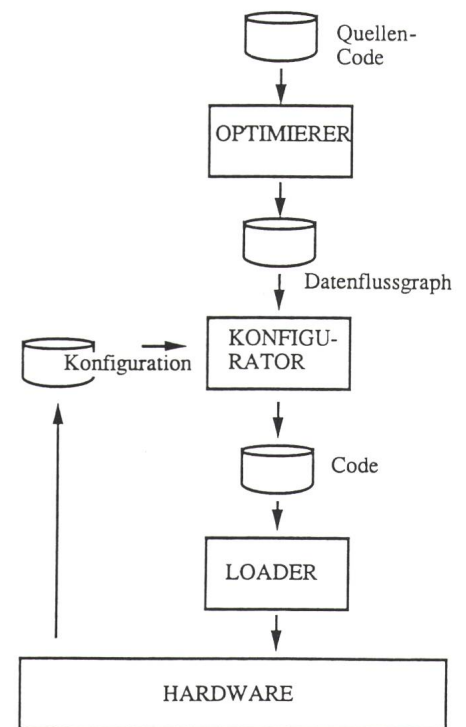 Quellen-
Code
OPTIMIERER
Datenflussgraph
KONFIGU-
RATOR
Konfiguration
Code
LOADER
HARDWARE